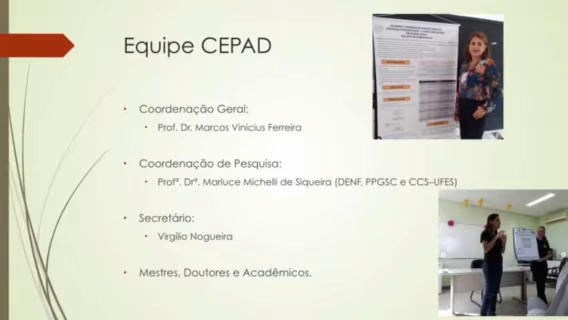 Equipe CEPAD
• Coordenação Geral:
• Prof. Dr. Marcos Vinicius Ferreira
• Coordenação de Pesquisa:
• Profª. Drª. Marluce Michelli de Siqueira (DENF, PPGSC e CCS–UFES)
• Secretário:
• Virgílio Nogueira
• Mestres, Doutores e Acadêmicos.